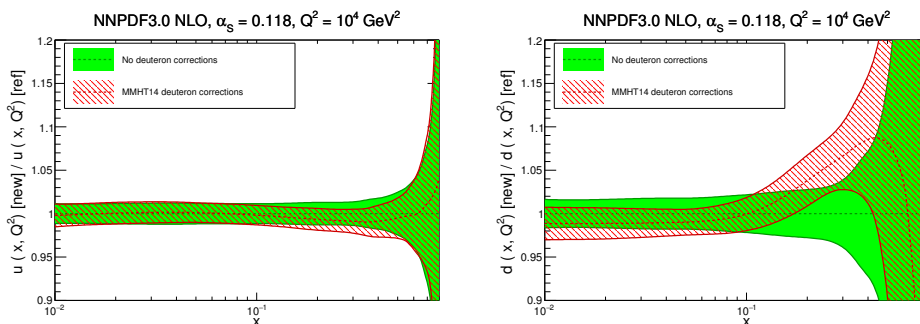 NNPDF3.0 NLO, α_S = 0.118, Q² = 10⁴ GeV²
u ( x, Q²) [new] / u ( x, Q²) [ref]
1.2
1.15
1.1
1.05
1
0.95
0.9
No deuteron corrections
MMHT14 deuteron corrections
10⁻²
10⁻¹
x
NNPDF3.0 NLO, α_S = 0.118, Q² = 10⁴ GeV²
d ( x, Q²) [new] / d ( x, Q²) [ref]
1.2
1.15
1.1
1.05
1
0.95
0.9
No deuteron corrections
MMHT14 deuteron corrections
10⁻²
10⁻¹
x